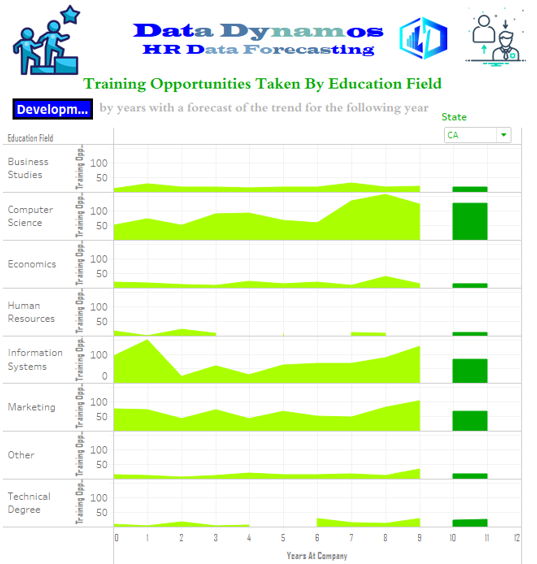 Data Dynamos
HR Data Forecasting
Training Opportunities Taken By Education Field
Developm...
by years with a forecast of the trend for the following year
State
CA
Education Field
Business
Studies
Training Opp..
100
50
Computer
Science
Training Opp..
100
50
Economics
Training Opp..
100
50
Human
Resources
Training Opp..
100
50
Information
Systems
Training Opp..
100
0
Marketing
Training Opp..
100
50
Other
Training Opp..
100
50
Technical
Degree
Training Opp..
100
50
0 1 2 3 4 5 6 7 8 9 10 11 12
Years At Company